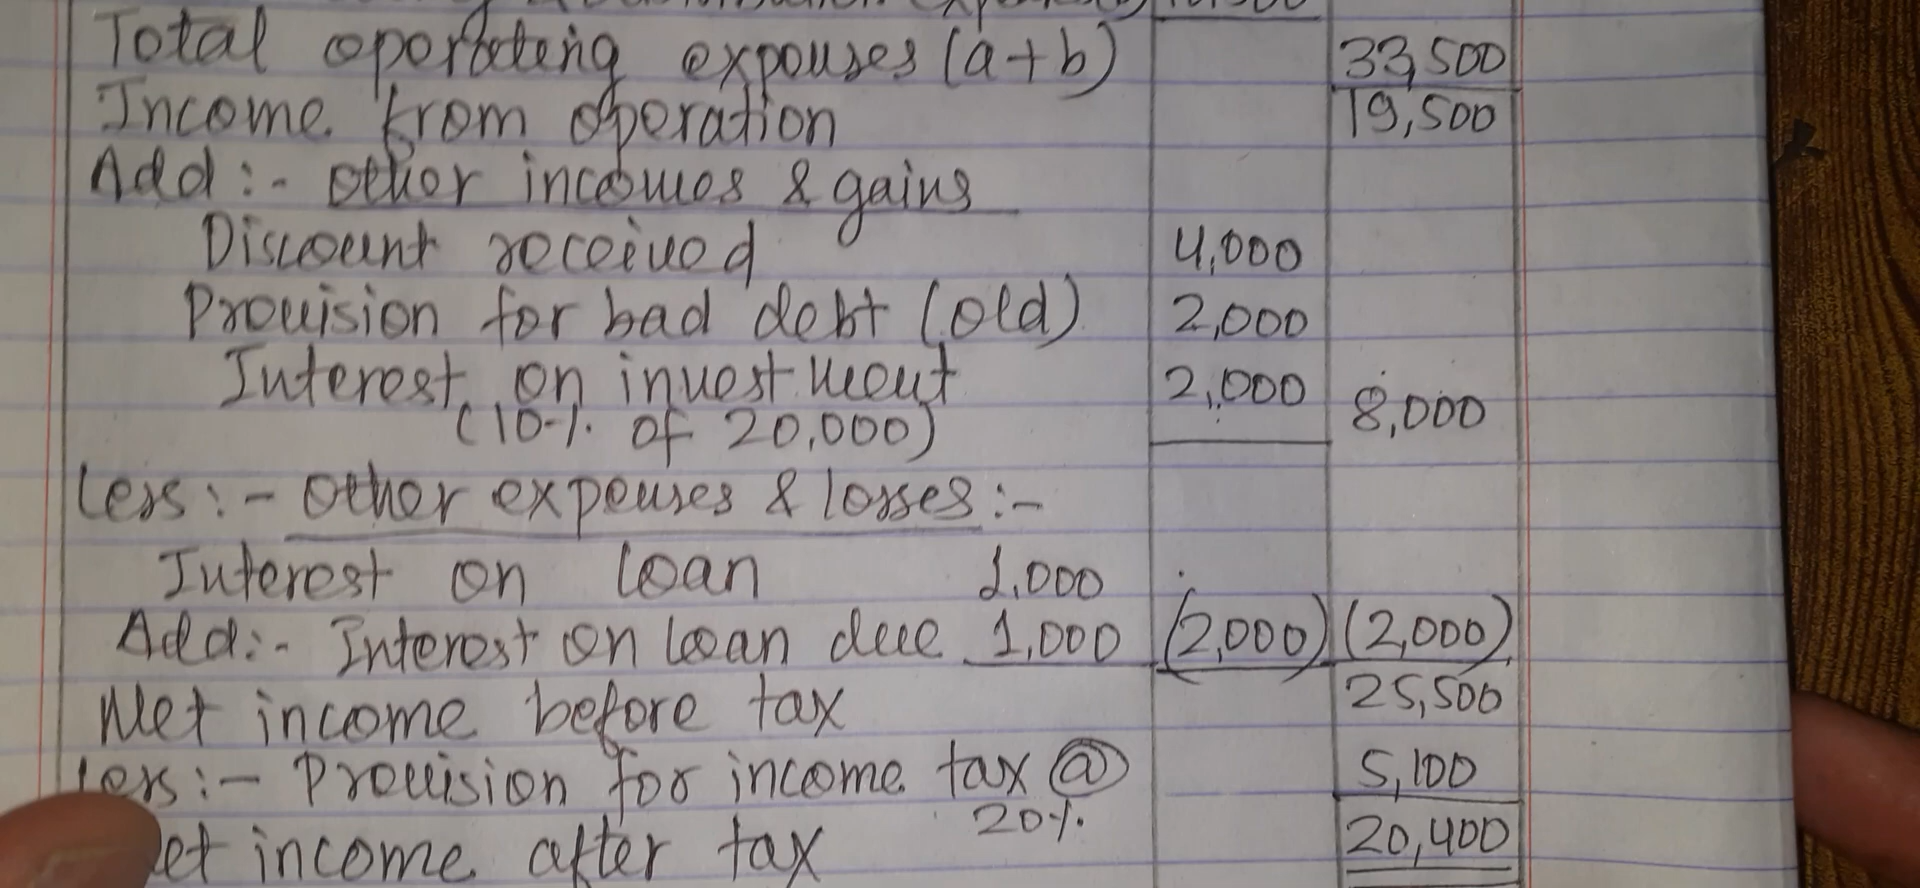 Total operating expenses (a+b) 33,500
Income from operation 19,500
Add:- other incomes & gains
Discount received 4,000
Provision for bad debt (old) 2,000
Interest on investment 2,000 8,000
(10% of 20,000)
Less:- other expenses & losses:-
Interest on loan 1,000
Add:- Interest on loan due 1,000 (2,000) (2,000)
Net income before tax 25,500
Less:- Provision for income tax @ 5,100
20%
et income after tax 20,400